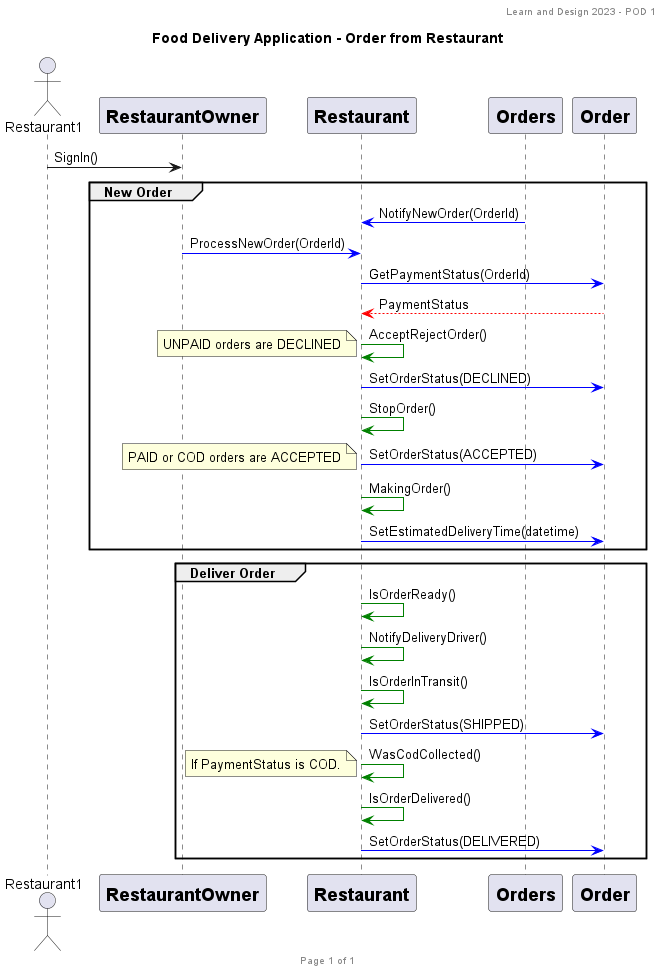 Learn and Design 2023 - POD 1
Food Delivery Application - Order from Restaurant
Restaurant1
RestaurantOwner
Restaurant
Orders
Order
SignIn()
New Order
NotifyNewOrder(OrderId)
ProcessNewOrder(OrderId)
GetPaymentStatus(OrderId)
PaymentStatus
AcceptRejectOrder()
UNPAID orders are DECLINED
SetOrderStatus(DECLINED)
StopOrder()
PAID or COD orders are ACCEPTED
SetOrderStatus(ACCEPTED)
MakingOrder()
SetEstimatedDeliveryTime(datetime)
Deliver Order
IsOrderReady()
NotifyDeliveryDriver()
IsOrderInTransit()
SetOrderStatus(SHIPPED)
WasCodCollected()
If PaymentStatus is COD.
IsOrderDelivered()
SetOrderStatus(DELIVERED)
Restaurant1
RestaurantOwner
Restaurant
Orders
Order
Page 1 of 1